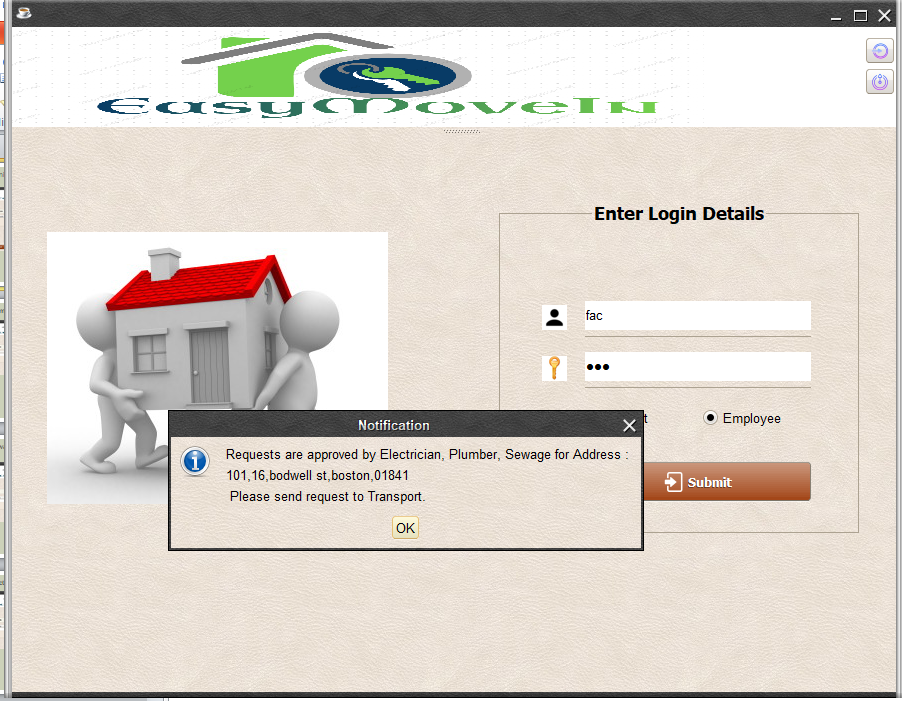 EasyMoveIn
Enter Login Details
fac
t
Employee
Submit
Notification
Requests are approved by Electrician, Plumber, Sewage for Address :
101,16,bodwell st,boston,01841
Please send request to Transport.
OK